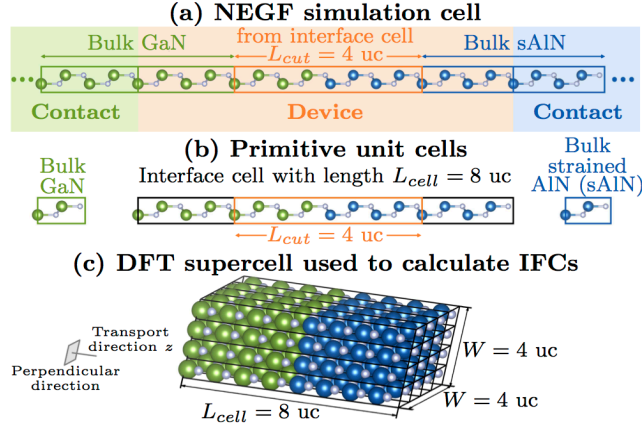 (a) NEGF simulation cell
Bulk GaN
from interface cell
L_cut = 4 uc
Bulk sAlN
Contact
Device
Contact
(b) Primitive unit cells
Bulk
GaN
Interface cell with length L_cell = 8 uc
L_cut = 4 uc
Bulk
strained
AlN (sAlN)
(c) DFT supercell used to calculate IFCs
Transport
direction z
Perpendicular
direction
L_cell = 8 uc
W = 4 uc
W = 4 uc